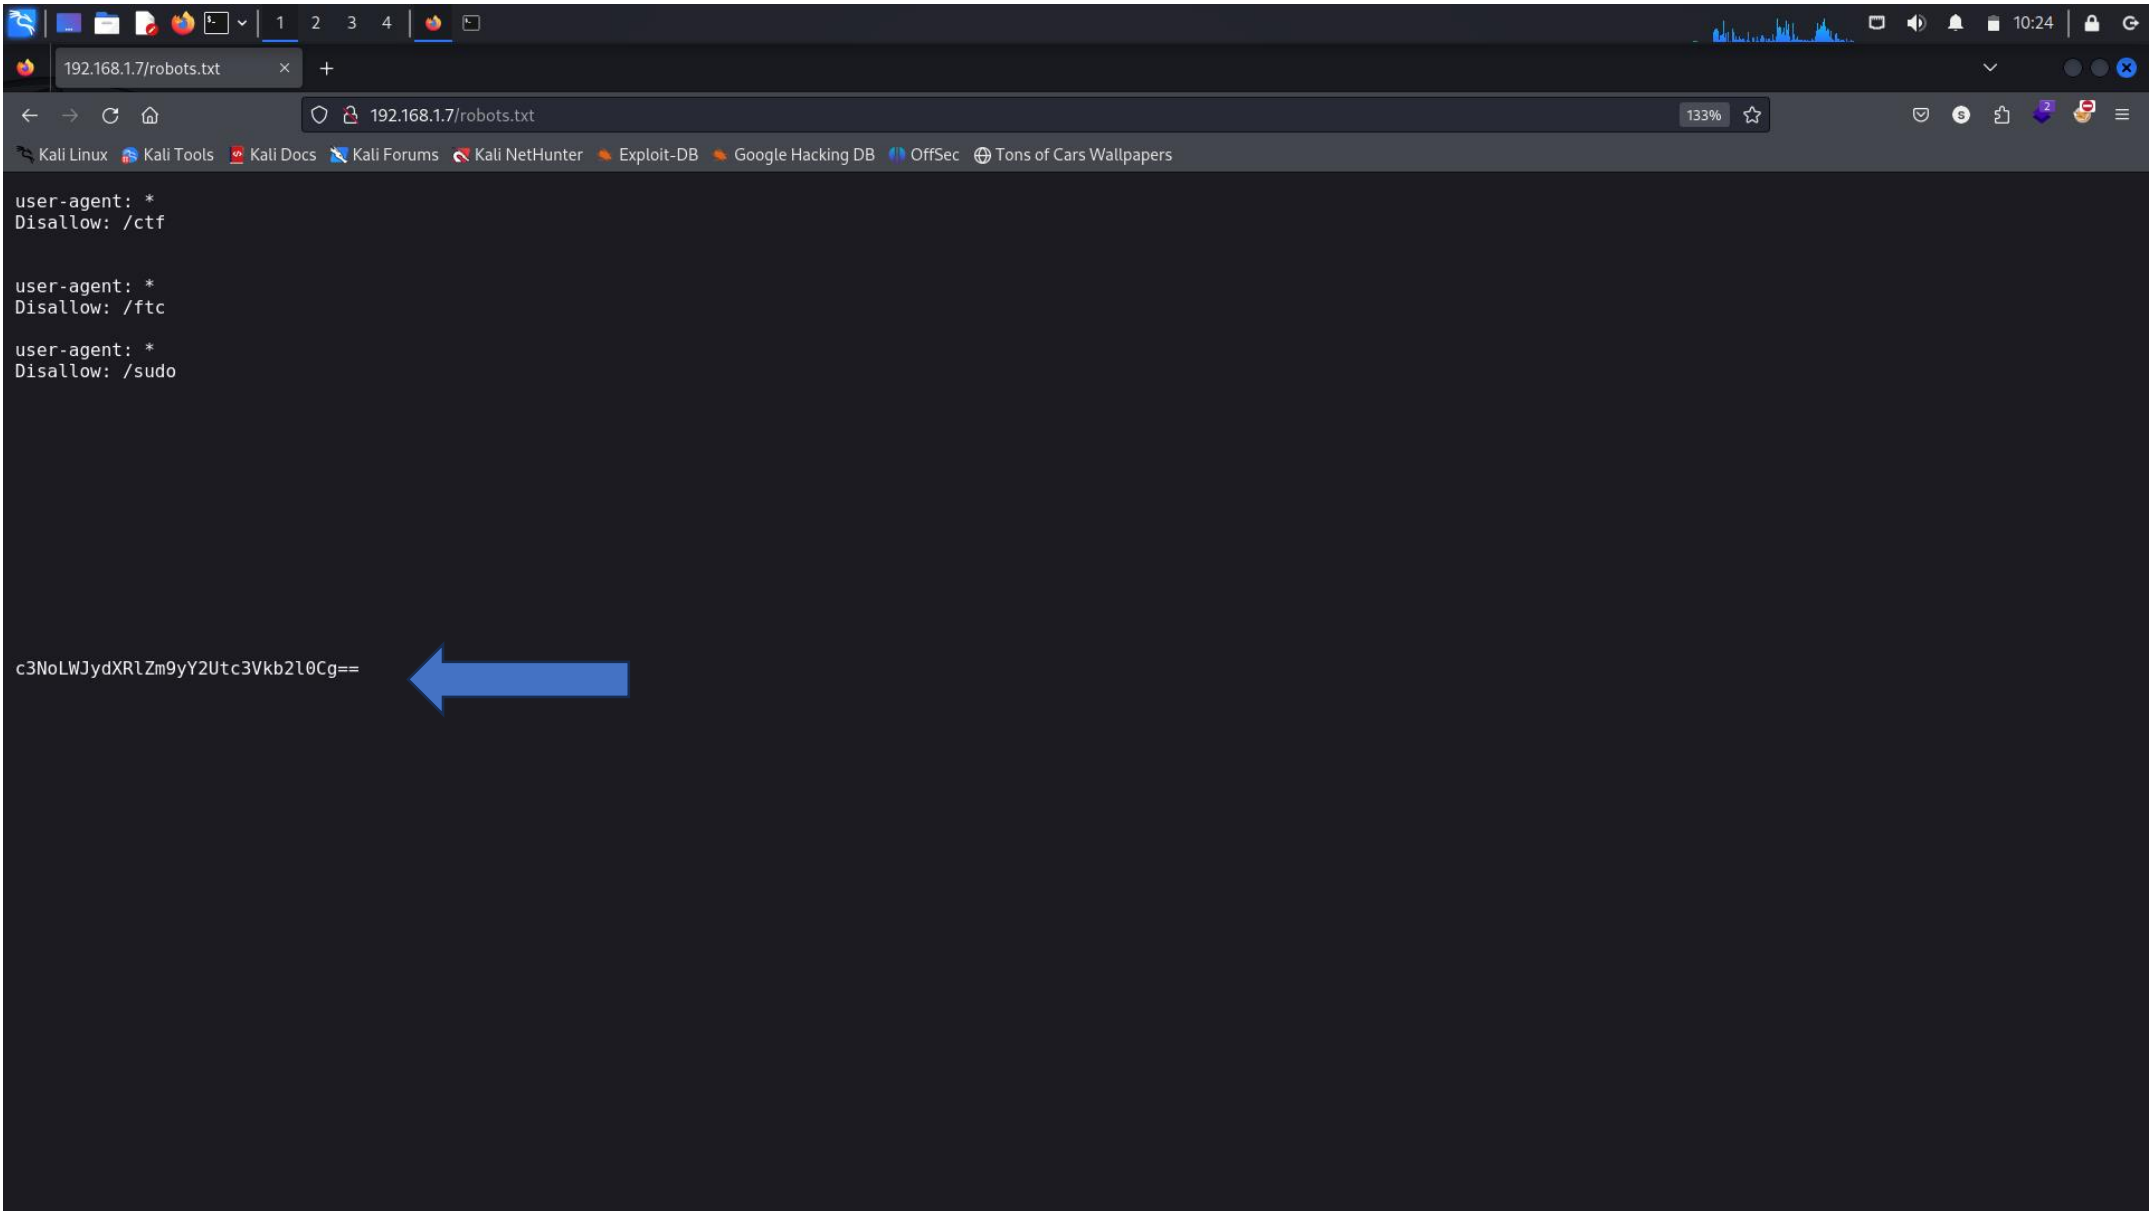 1 2 3 4 10:24
192.168.1.7/robots.txt
192.168.1.7/robots.txt 133% S 2
Kali Linux Kali Tools Kali Docs Kali Forums Kali NetHunter Exploit-DB Google Hacking DB OffSec Tons of Cars Wallpapers
user-agent: *
Disallow: /ctf
user-agent: *
Disallow: /ftc
user-agent: *
Disallow: /sudo
c3NoLWJydXRlZm9yY2Utc3Vkb2l0Cg==